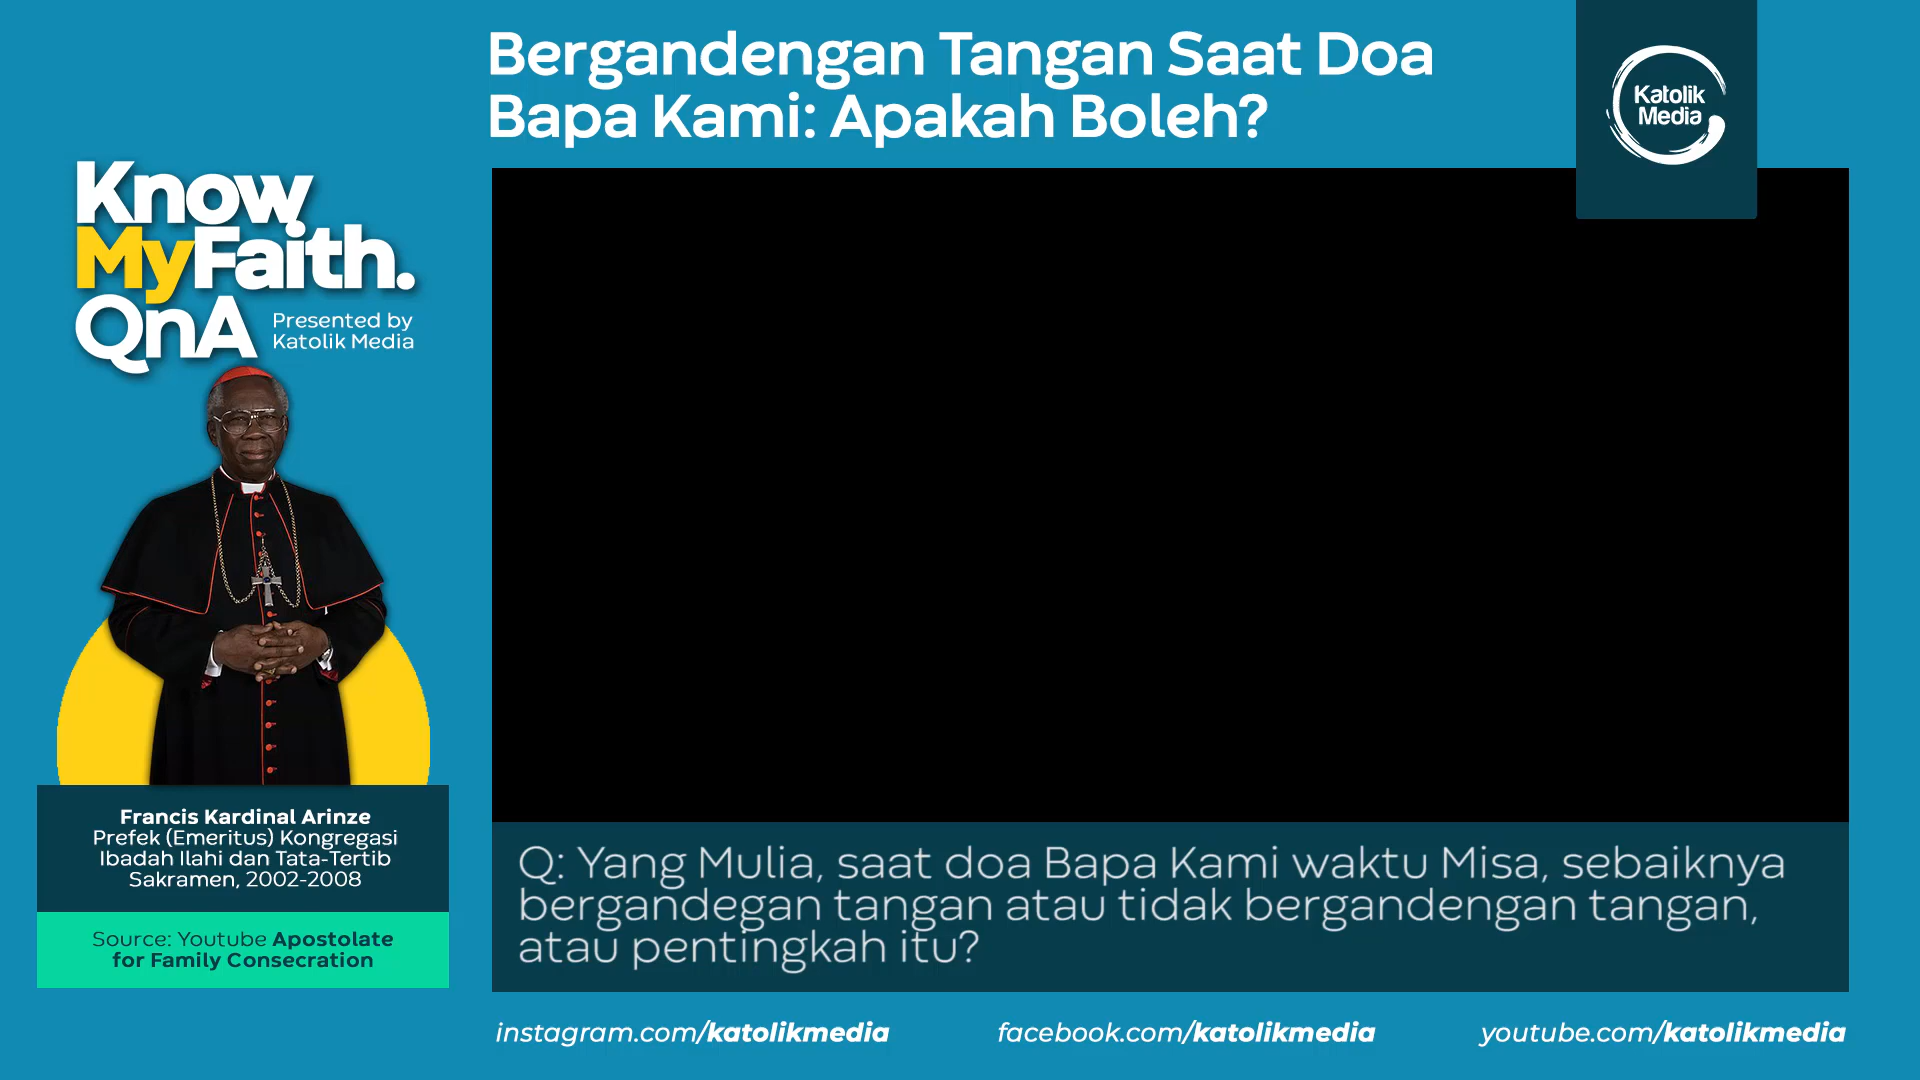 Bergandengan Tangan Saat Doa
Bapa Kami: Apakah Boleh?
Katolik
Media
Know
MyFaith.
QnA
Presented by
Katolik Media
Francis Kardinal Arinze
Prefek (Emeritus) Kongregasi
Ibadah Ilahi dan Tata-Tertib
Sakramen, 2002-2008
Source: Youtube Apostolate
for Family Consecration
Q: Yang Mulia, saat doa Bapa Kami waktu Misa, sebaiknya
bergandegan tangan atau tidak bergandengan tangan,
atau pentingkah itu?
instagram.com/katolikmedia
facebook.com/katolikmedia
youtube.com/katolikmedia